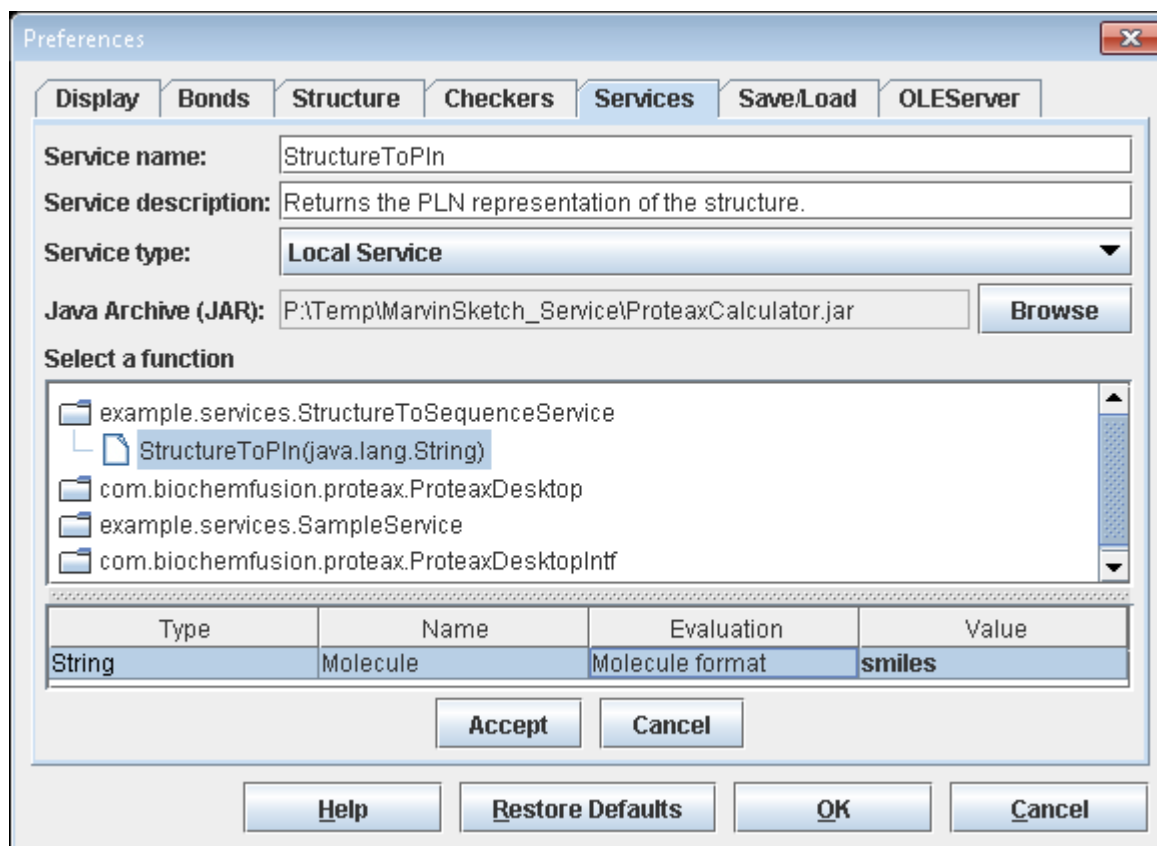 Preferences
Display Bonds Structure Checkers Services Save/Load OLEServer
Service name: StructureToPln
Service description: Returns the PLN representation of the structure.
Service type: Local Service
Java Archive (JAR): P:\Temp\MarvinSketch_Service\ProteaxCalculator.jar Browse
Select a function
example.services.StructureToSequenceService
StructureToPln(java.lang.String)
com.biochemfusion.proteax.ProteaxDesktop
example.services.SampleService
com.biochemfusion.proteax.ProteaxDesktopIntf
Type Name Evaluation Value
String Molecule Molecule format smiles
Accept Cancel
Help Restore Defaults OK Cancel